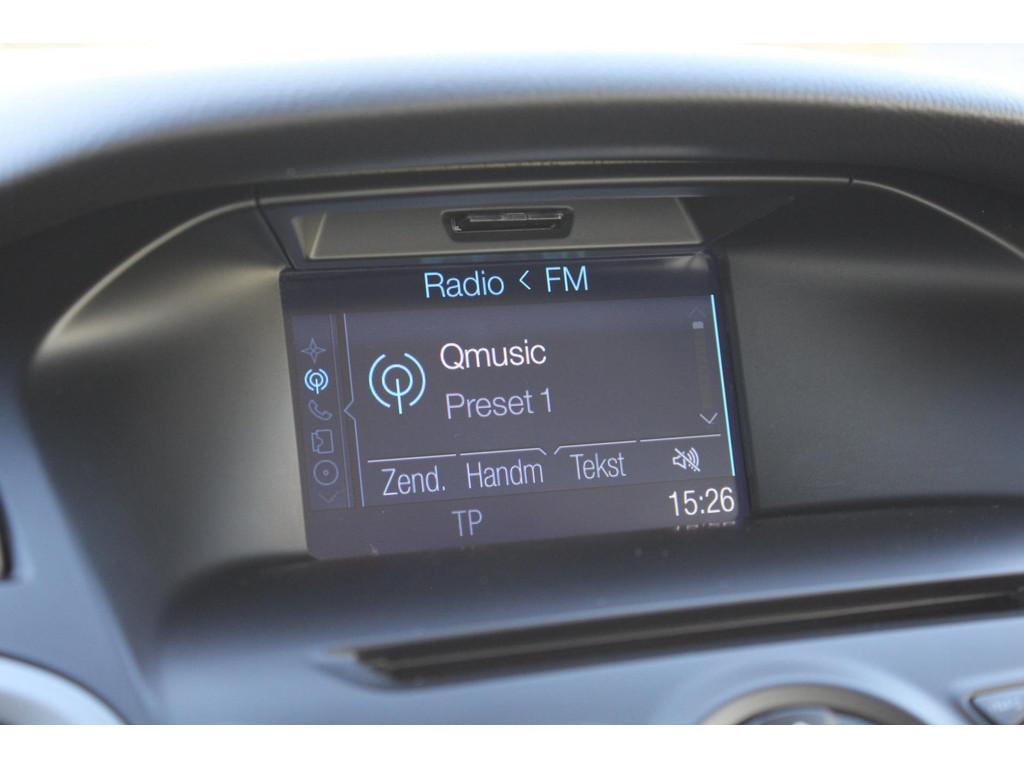 Radio < FM
Qmusic
Preset 1
Zend. Handm Tekst
TP 15:26